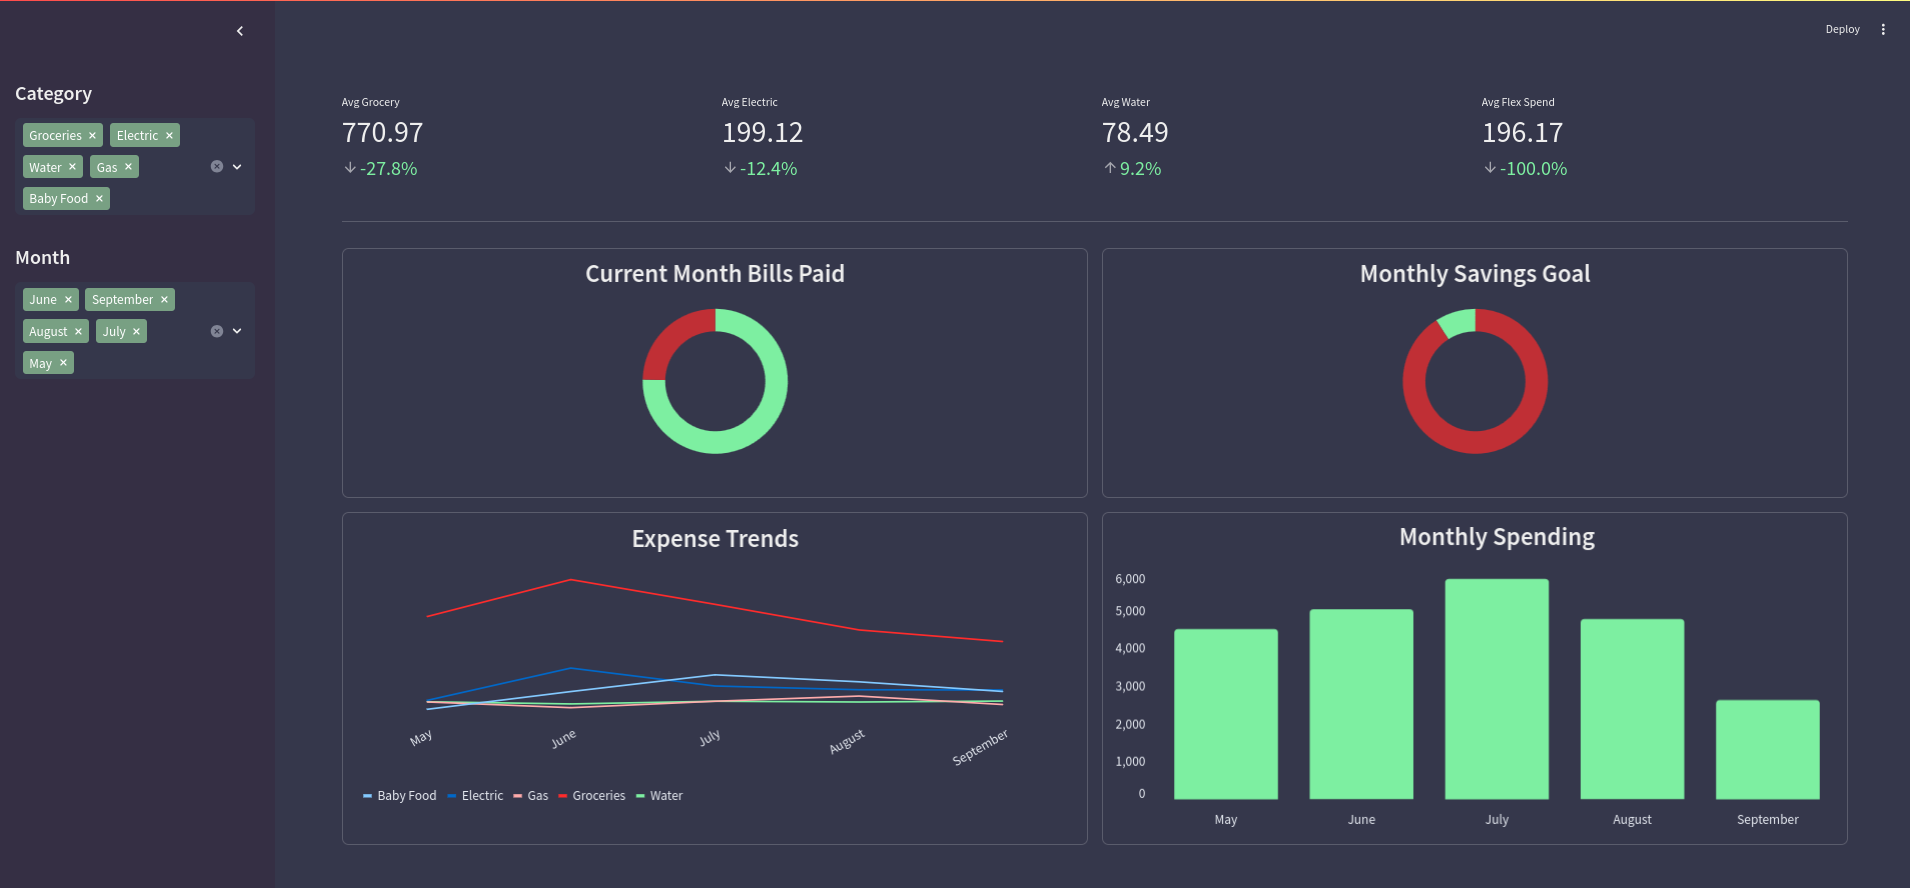 Deploy
Category
Groceries × Electric ×
Water × Gas ×
Baby Food ×
Month
June × September ×
August × July ×
May ×
Avg Grocery
770.97
↓ -27.8%
Avg Electric
199.12
↓ -12.4%
Avg Water
78.49
↑ 9.2%
Avg Flex Spend
196.17
↓ -100.0%
Current Month Bills Paid
Monthly Savings Goal
Expense Trends
May June July August September
Baby Food Electric Gas Groceries Water
Monthly Spending
6,000
5,000
4,000
3,000
2,000
1,000
0
May June July August September